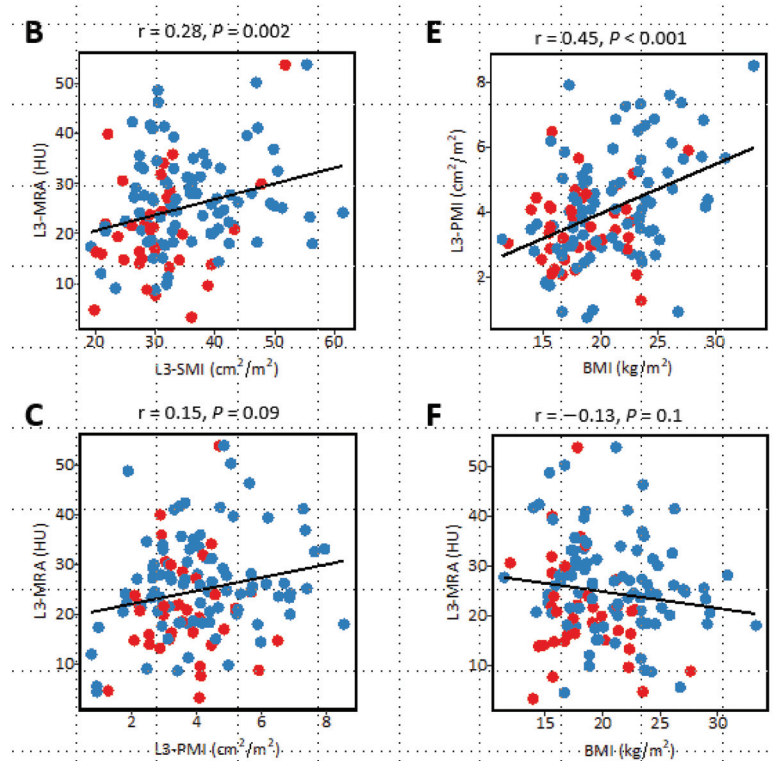 B
r = 0.28, P = 0.002
L3-MRA (HU)
50
40
30
20
10
20 30 40 50 60
L3-SMI (cm²/m²)
E
r = 0.45, P < 0.001
L3-PMI (cm²/m²)
8
6
4
2
15 20 25 30
BMI (kg/m²)
C
r = 0.15, P = 0.09
L3-MRA (HU)
50
40
30
20
10
2 4 6 8
L3-PMI (cm²/m²)
F
r = −0.13, P = 0.1
L3-MRA (HU)
50
40
30
20
10
15 20 25 30
BMI (kg/m²)